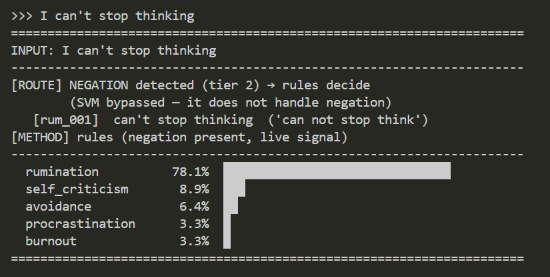 >>> I can't stop thinking
======================================================================
INPUT: I can't stop thinking
----------------------------------------------------------------------
[ROUTE] NEGATION detected (tier 2) → rules decide
(SVM bypassed — it does not handle negation)
[rum_001] can't stop thinking ('can not stop think')
[METHOD] rules (negation present, live signal)
----------------------------------------------------------------------
rumination 78.1%
self_criticism 8.9%
avoidance 6.4%
procrastination 3.3%
burnout 3.3%
======================================================================